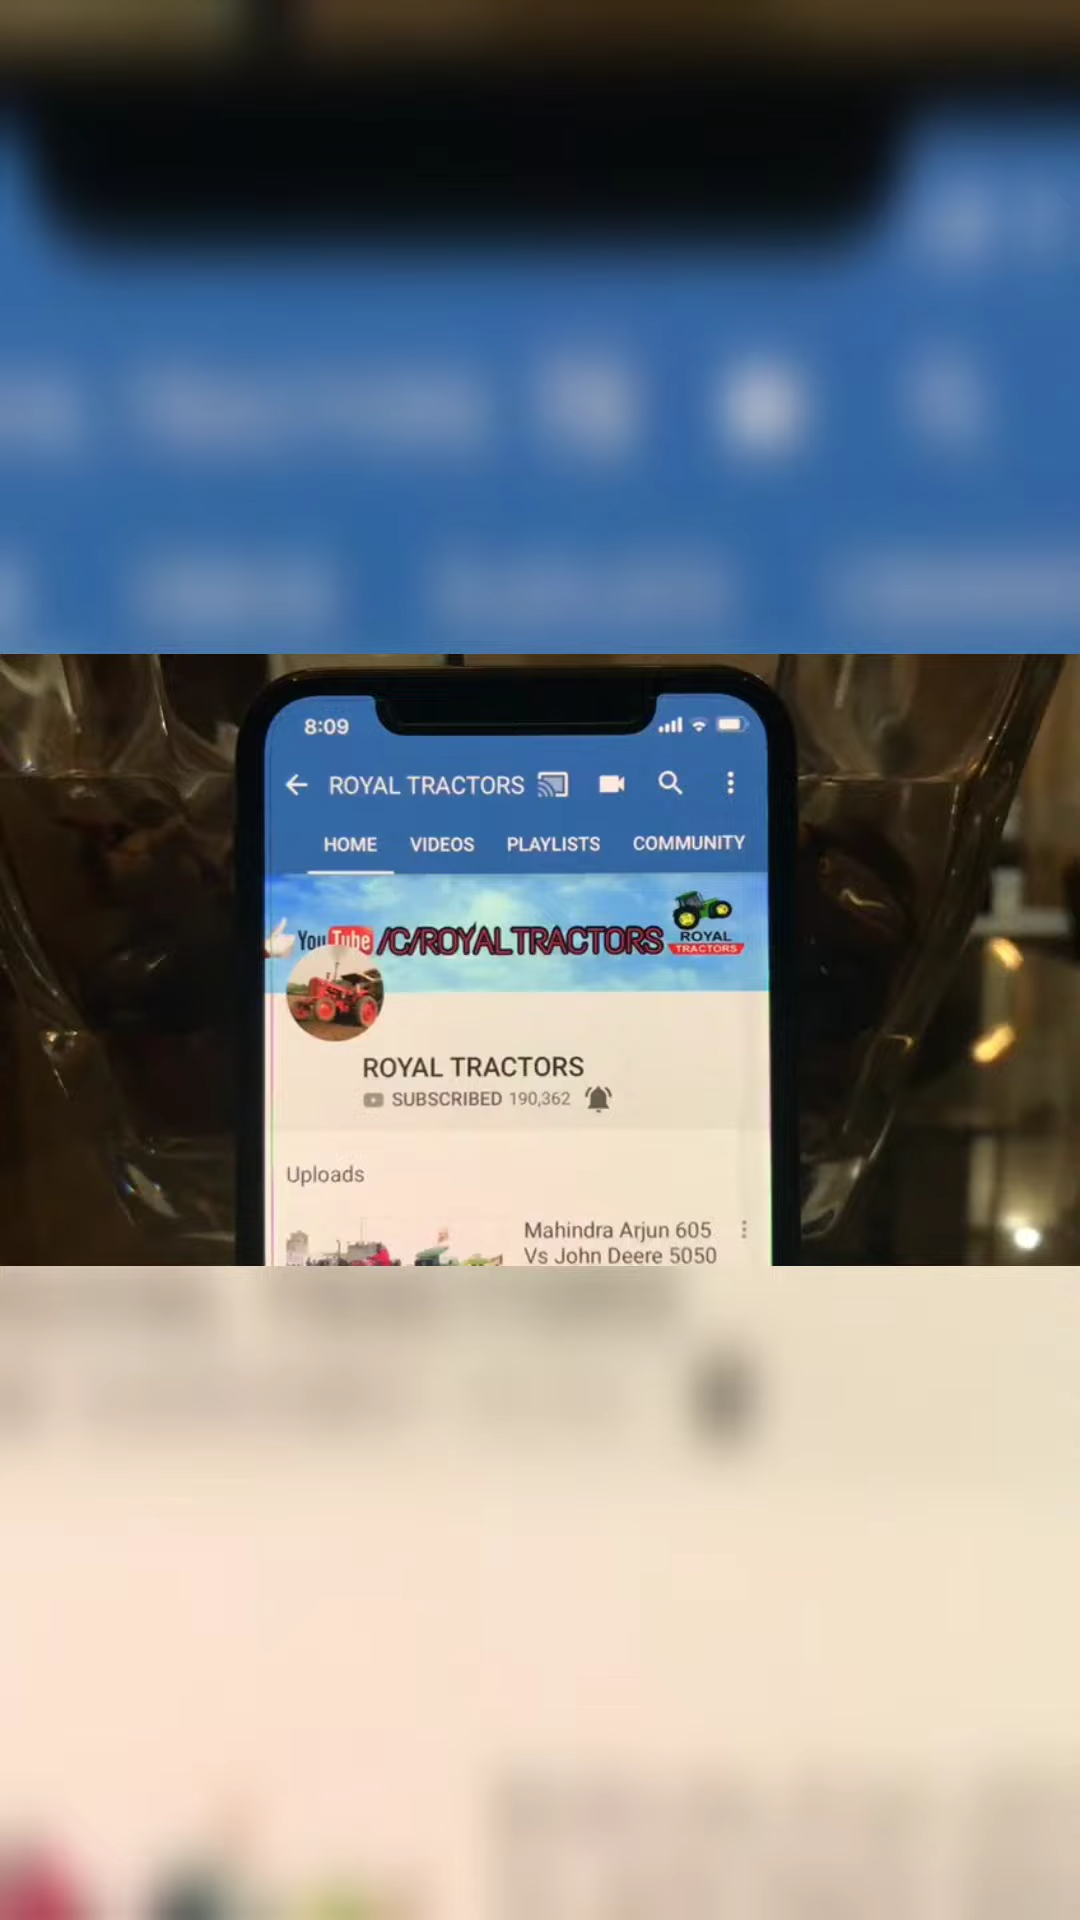 8:09
ROYAL TRACTORS
HOME VIDEOS PLAYLISTS COMMUNITY
YouTube /C/ROYALTRACTORS
ROYAL
TRACTORS
ROYAL TRACTORS
SUBSCRIBED 190,362
Uploads
Mahindra Arjun 605
Vs John Deere 5050